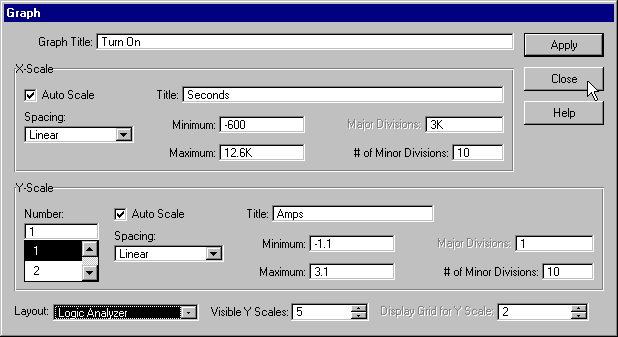 Graph
Graph Title: Turn On
Apply
X-Scale
Auto Scale
Title: Seconds
Close
Spacing:
Linear
Minimum: -600
Major Divisions: 3K
Help
Maximum: 12.6K
# of Minor Divisions: 10
Y-Scale
Number:
1
1
2
Auto Scale
Title: Amps
Spacing:
Linear
Minimum: -1.1
Major Divisions: 1
Maximum: 3.1
# of Minor Divisions: 10
Layout: Logic Analyzer
Visible Y Scales: 5
Display Grid for Y Scale: 2